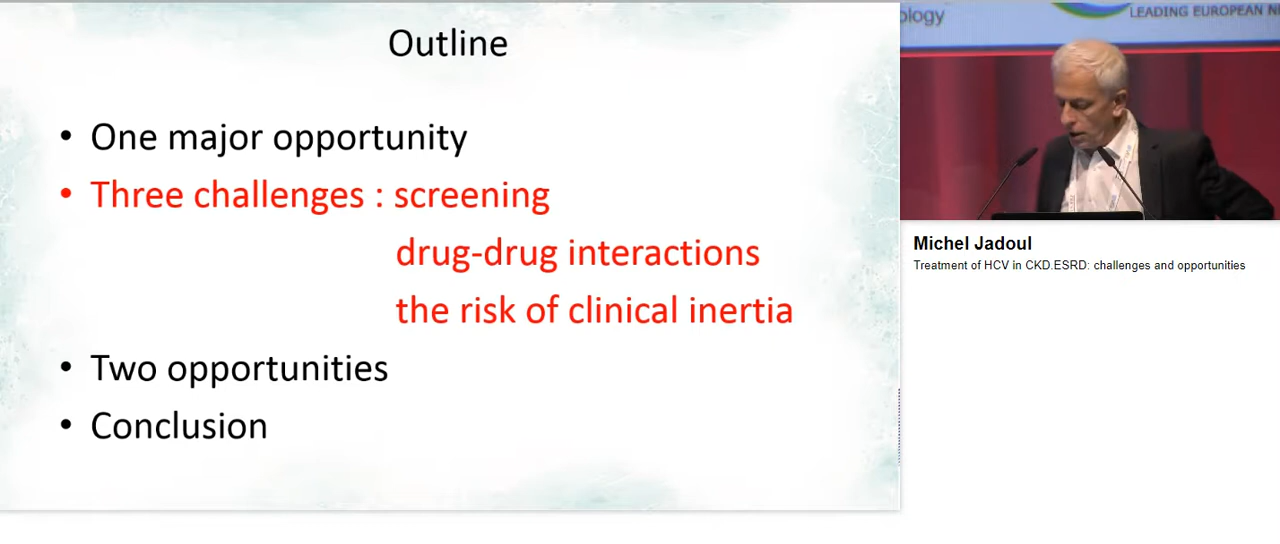 Outline
• One major opportunity
• Three challenges : screening
drug-drug interactions
the risk of clinical inertia
• Two opportunities
• Conclusion
ology
LEADING EUROPEAN
Michel Jadoul
Treatment of HCV in CKD.ESRD: challenges and opportunities